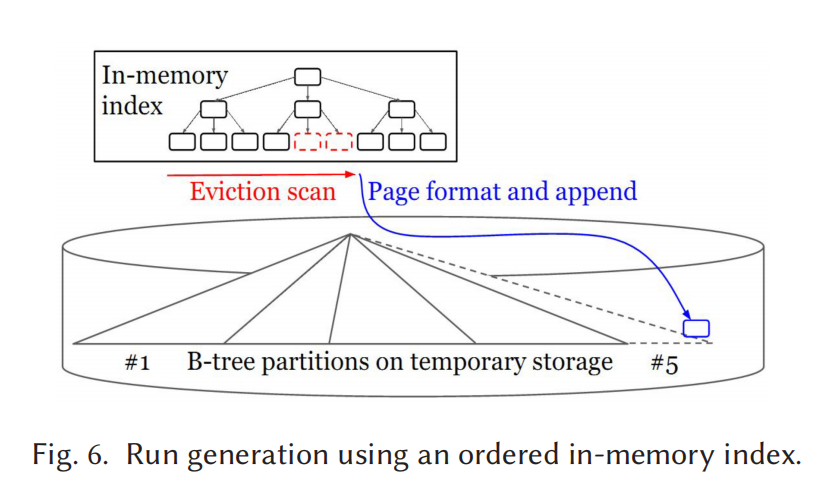 In-memory
index
Eviction scan
Page format and append
#1
B-tree partitions on temporary storage
#5
Fig. 6. Run generation using an ordered in-memory index.